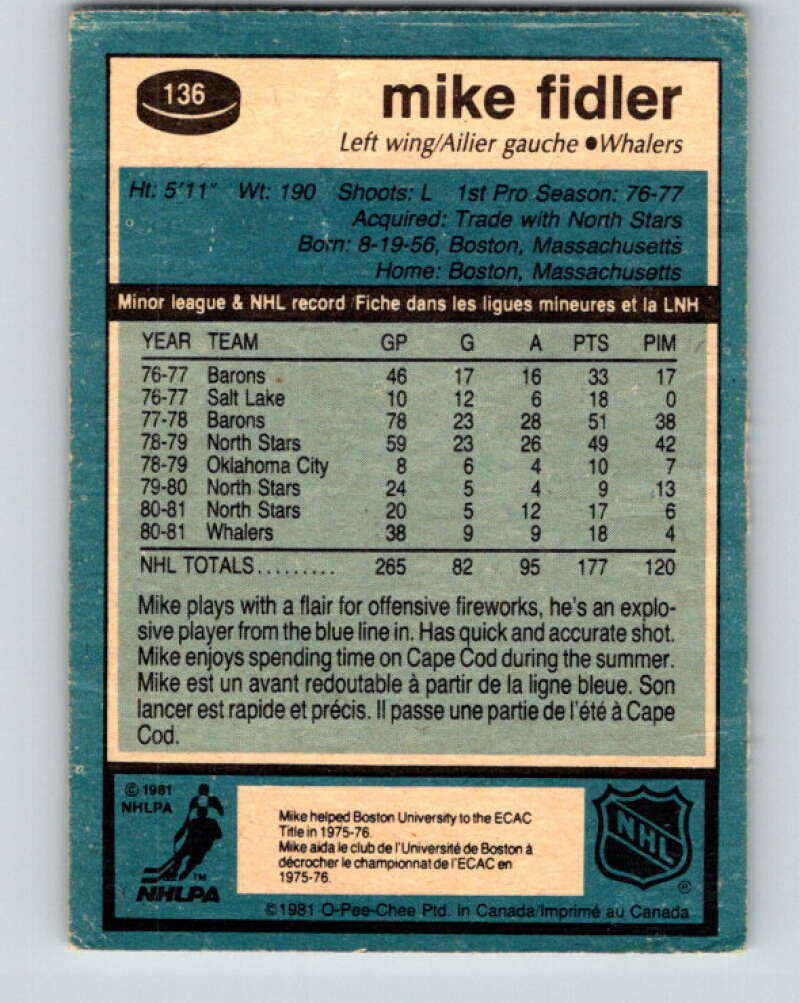 136
mike fidler
Left wing/Ailier gauche ●Whalers
Ht: 5'11" Wt: 190 Shoots: L 1st Pro Season: 76-77
Acquired: Trade with North Stars
Born: 8-19-56, Boston, Massachusetts
Home: Boston, Massachusetts
Minor league & NHL record/Fiche dans les ligues mineures et la LNH
YEAR TEAM GP G A PTS PIM
76-77 Barons 46 17 16 33 17
76-77 Salt Lake 10 12 6 18 0
77-78 Barons 78 23 28 51 38
78-79 North Stars 59 23 26 49 42
78-79 Oklahoma City 8 6 4 10 7
79-80 North Stars 24 5 4 9 13
80-81 North Stars 20 5 12 17 6
80-81 Whalers 38 9 9 18 4
NHL TOTALS......... 265 82 95 177 120
Mike plays with a flair for offensive fireworks, he's an explo-
sive player from the blue line in. Has quick and accurate shot.
Mike enjoys spending time on Cape Cod during the summer.
Mike est un avant redoutable à partir de la ligne bleue. Son
lancer est rapide et précis. Il passe une partie de l'été à Cape
Cod.
© 1981
NHLPA
NHLPA
TM
Mike helped Boston University to the ECAC
Title in 1975-76.
Mike aida le club de l'Université de Boston à
décrocher le championnat de l'ECAC en
1975-76.
NHL
®
© 1981 O-Pee-Chee Ptd. in Canada/Imprimé au Canada